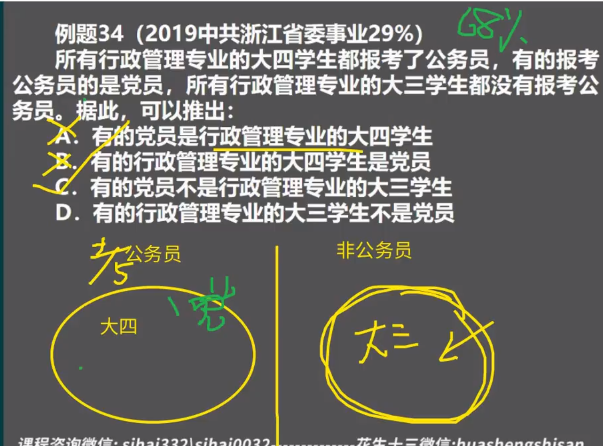 例题34（2019中共浙江省委事业29%）
68%
所有行政管理专业的大四学生都报考了公务员，有的报考
公务员的是党员，所有行政管理专业的大三学生都没有报考公
务员。据此，可以推出：
A．有的党员是行政管理专业的大四学生
B．有的行政管理专业的大四学生是党员
C．有的党员不是行政管理专业的大三学生
D．有的行政管理专业的大三学生不是党员
公务员
非公务员
大四
大三
课程咨询微信: sihai332\sihai0032--------------花生十三微信:huashengshisan